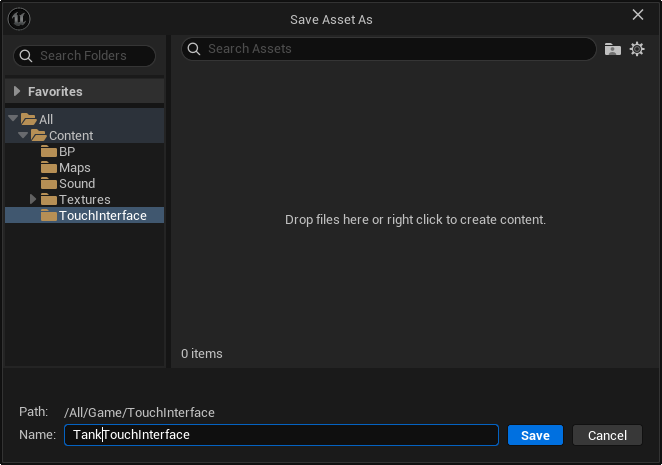 Save Asset As
Search Folders
Search Assets
Favorites
All
Content
BP
Maps
Sound
Textures
TouchInterface
Drop files here or right click to create content.
0 items
Path: /All/Game/TouchInterface
Name: TankTouchInterface
Save Cancel